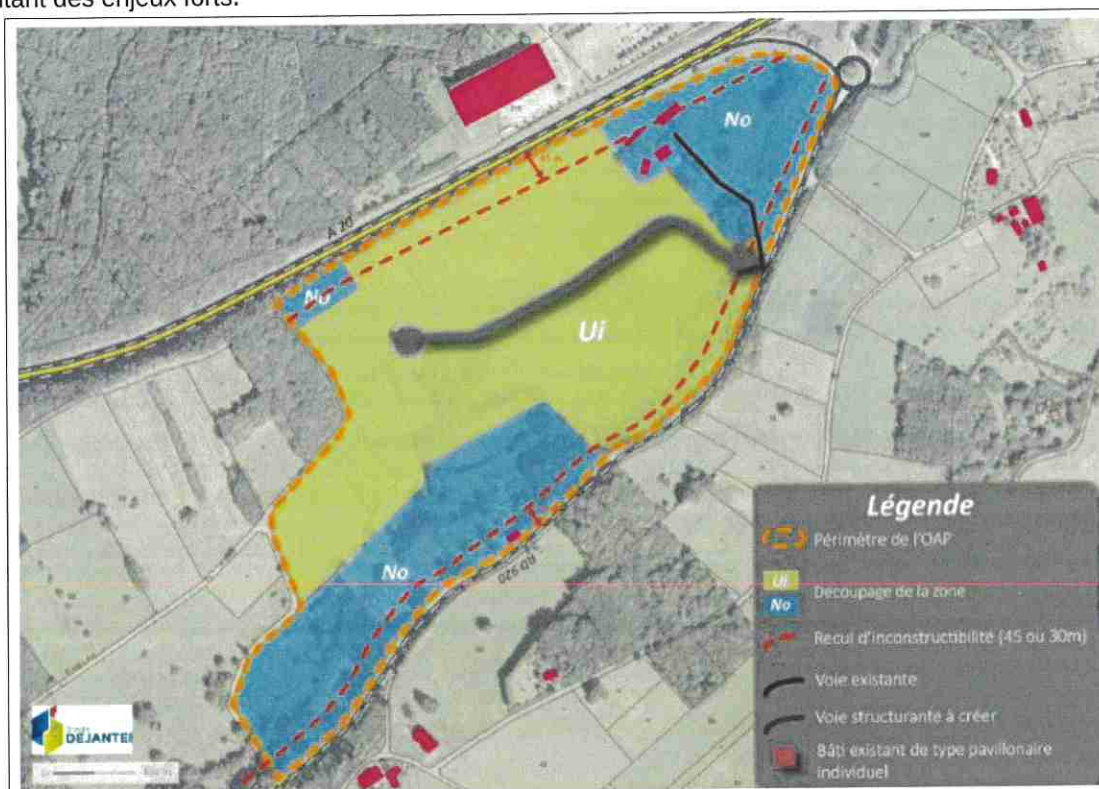 tant des enjeux forts.
No
A 20
No
Ui
No
RD 920
Légende
Périmètre de l'OAP
Ui
No
Découpage de la zone
Recul d'inconstructibilité (45 ou 30m)
Voie existante
Voie structurante à créer
Bâti existant de type pavillonaire
individuel
DEJANTE